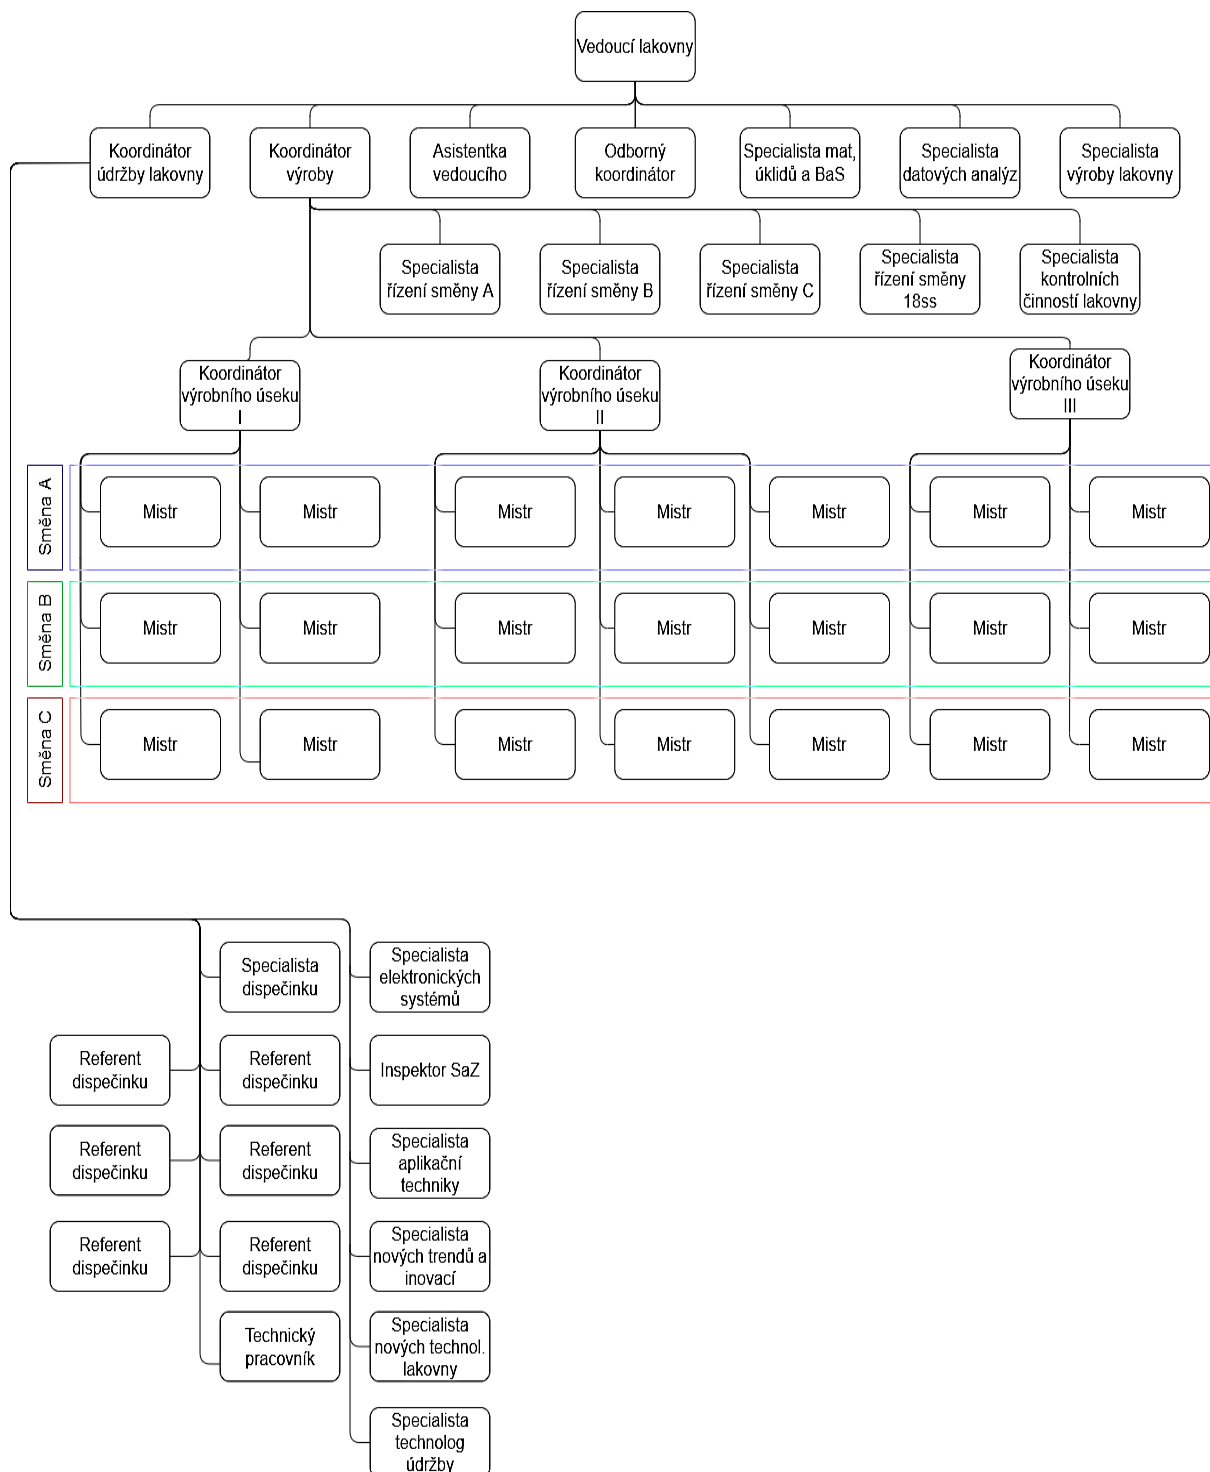 Vedoucí lakovny
Koordinátor
údržby lakovny
Koordinátor
výroby
Asistentka
vedoucího
Odborný
koordinátor
Specialista mat,
úklidů a BaS
Specialista
datových analýz
Specialista
výroby lakovny
Specialista
řízení směny A
Specialista
řízení směny B
Specialista
řízení směny C
Specialista
řízení směny
18ss
Specialista
kontrolních
činností lakovny
Koordinátor
výrobního úseku
I
Koordinátor
výrobního úseku
II
Koordinátor
výrobního úseku
III
Směna A
Mistr
Mistr
Mistr
Mistr
Mistr
Mistr
Mistr
Směna B
Mistr
Mistr
Mistr
Mistr
Mistr
Mistr
Mistr
Směna C
Mistr
Mistr
Mistr
Mistr
Mistr
Mistr
Mistr
Specialista
dispečinku
Specialista
elektronických
systémů
Referent
dispečinku
Referent
dispečinku
Inspektor SaZ
Referent
dispečinku
Referent
dispečinku
Specialista
aplikační
techniky
Referent
dispečinku
Referent
dispečinku
Specialista
nových trendů a
inovací
Technický
pracovník
Specialista
nových technol.
lakovny
Specialista
technolog
údržby